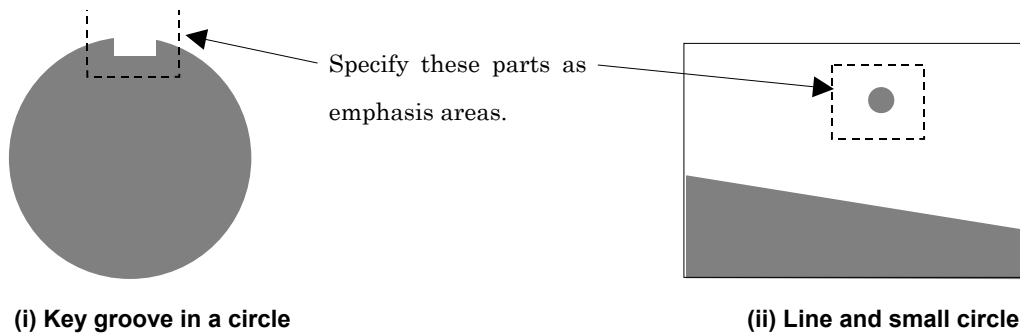 Specify these parts as
emphasis areas.
(i) Key groove in a circle
(ii) Line and small circle